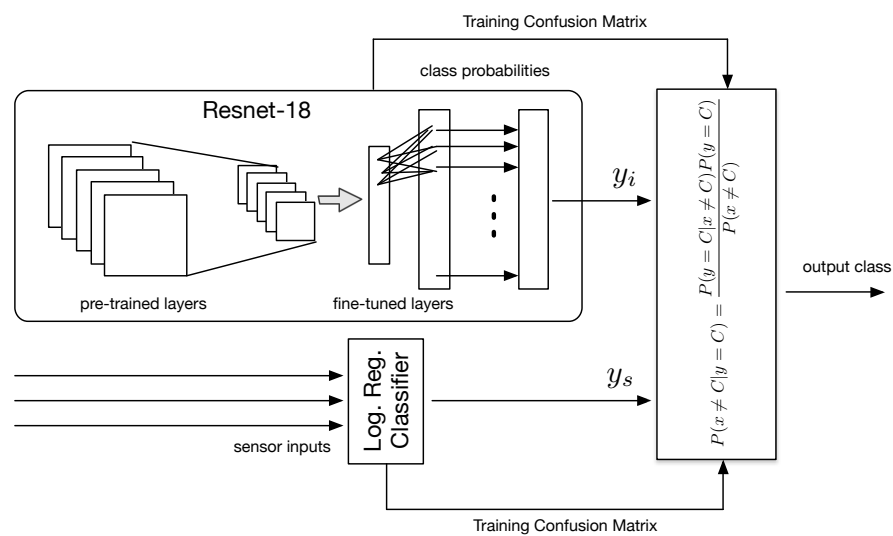 Training Confusion Matrix
class probabilities
Resnet-18
y_i
P(x ≠ C|y = C) = P(y = C|x ≠ C)P(y = C) / P(x ≠ C)
output class
pre-trained layers
fine-tuned layers
Log. Reg.
Classifier
y_s
sensor inputs
Training Confusion Matrix